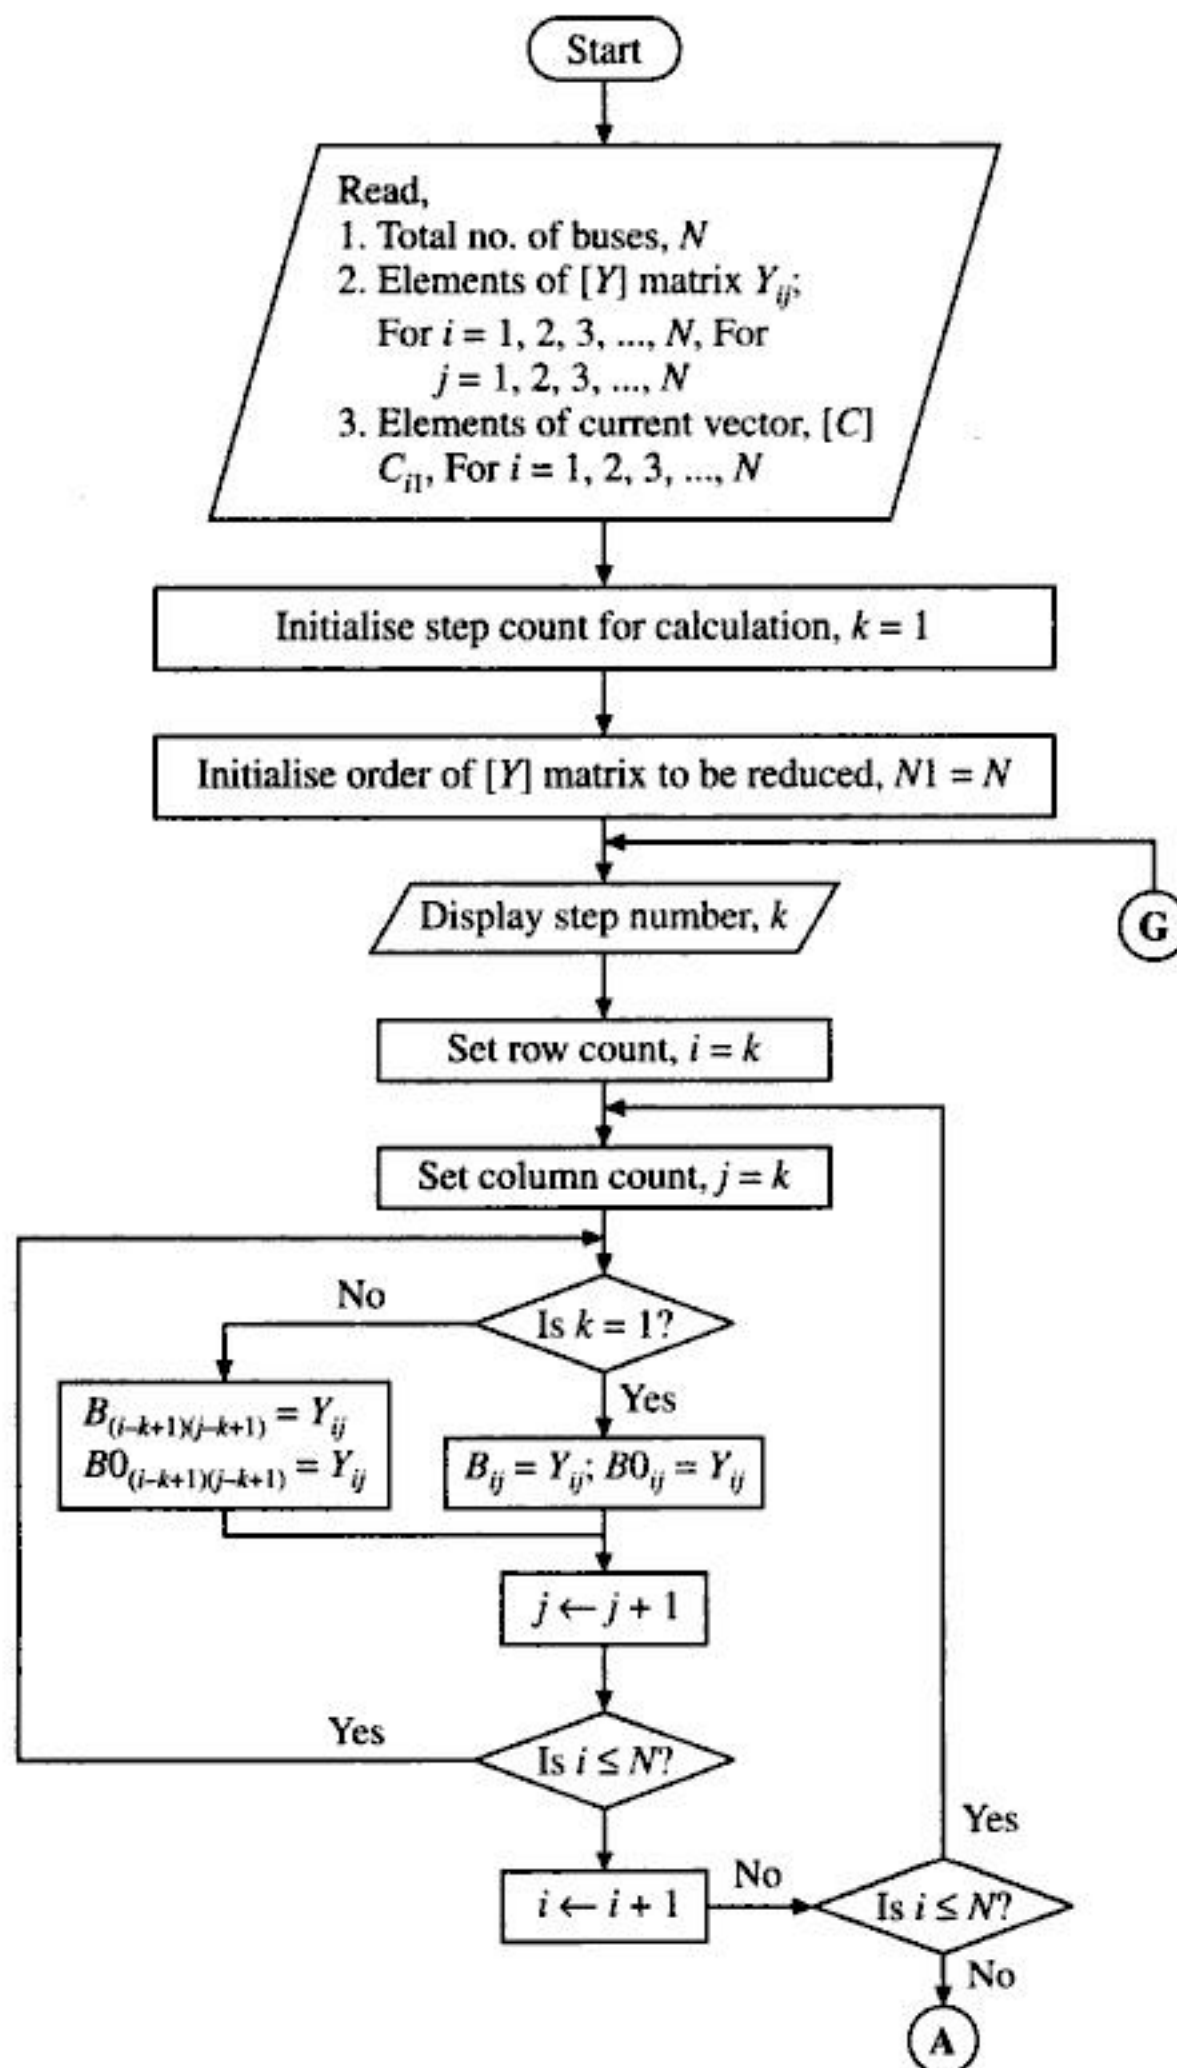 Start
Read,
1. Total no. of buses, N
2. Elements of [Y] matrix Y_ij;
For i = 1, 2, 3, ..., N, For
j = 1, 2, 3, ..., N
3. Elements of current vector, [C]
C_i1, For i = 1, 2, 3, ..., N
Initialise step count for calculation, k = 1
Initialise order of [Y] matrix to be reduced, N1 = N
Display step number, k
G
Set row count, i = k
Set column count, j = k
No
Is k = 1?
Yes
B_(i–k+1)(j–k+1) = Y_ij
B0_(i–k+1)(j–k+1) = Y_ij
B_ij = Y_ij; B0_ij = Y_ij
j ← j + 1
Yes
Is i ≤ N?
Yes
i ← i + 1
No
Is i ≤ N?
No
A